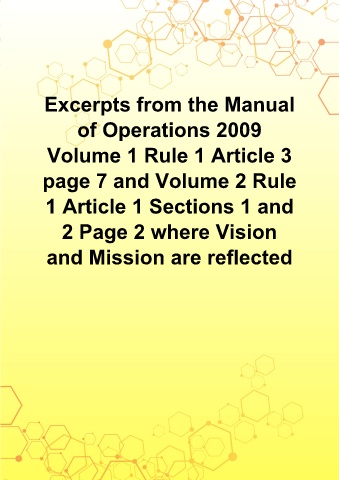 Excerpts from the Manual
of Operations 2009
Volume 1 Rule 1 Article 3
page 7 and Volume 2 Rule
1 Article 1 Sections 1 and
2 Page 2 where Vision
and Mission are reflected